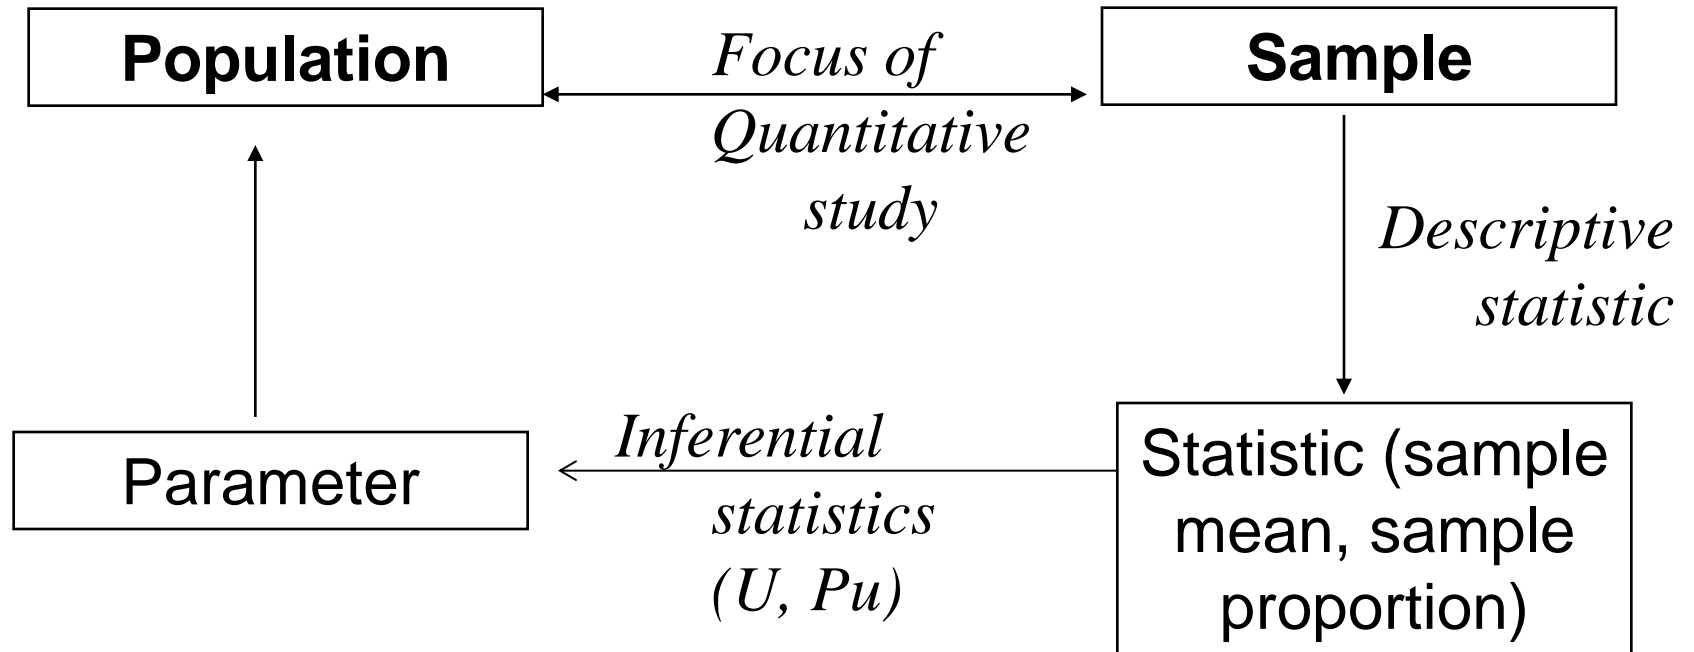 Population
Focus of
Quantitative
study
Sample
Descriptive
statistic
Parameter
Inferential
statistics
(U, Pu)
Statistic (sample
mean, sample
proportion)